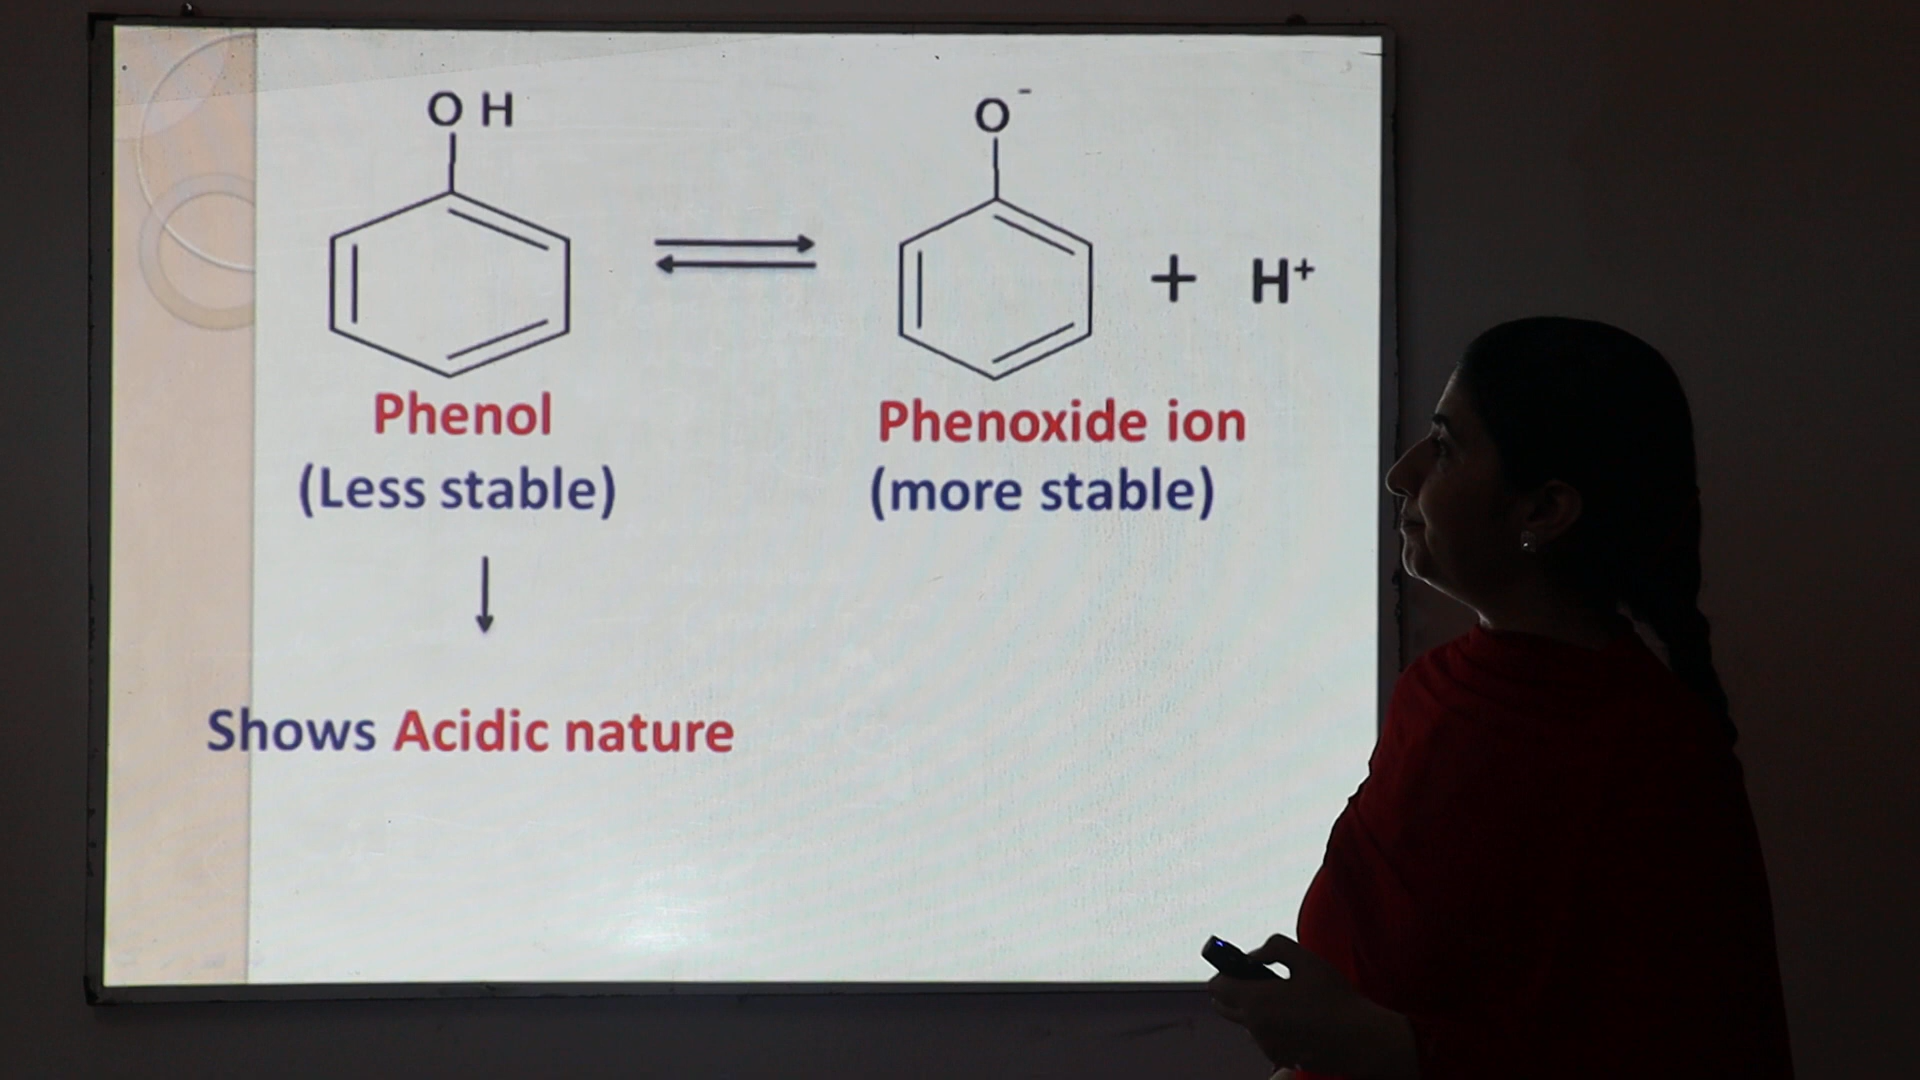 O H
O⁻
+ H⁺
Phenol
Phenoxide ion
(Less stable)
(more stable)
Shows Acidic nature